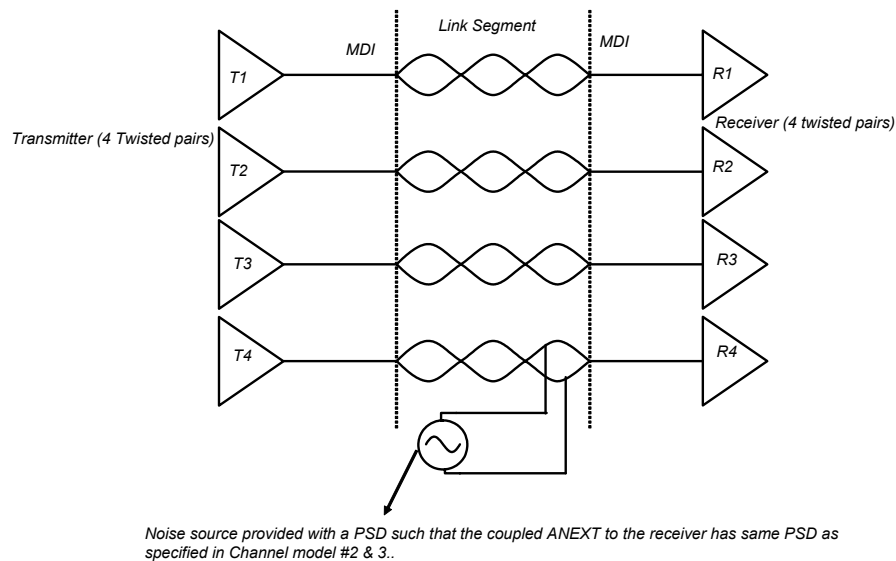 Link Segment
MDI
MDI
T1
R1
Transmitter (4 Twisted pairs)
Receiver (4 twisted pairs)
T2
R2
T3
R3
T4
R4
Noise source provided with a PSD such that the coupled ANEXT to the receiver has same PSD as
specified in Channel model #2 & 3..